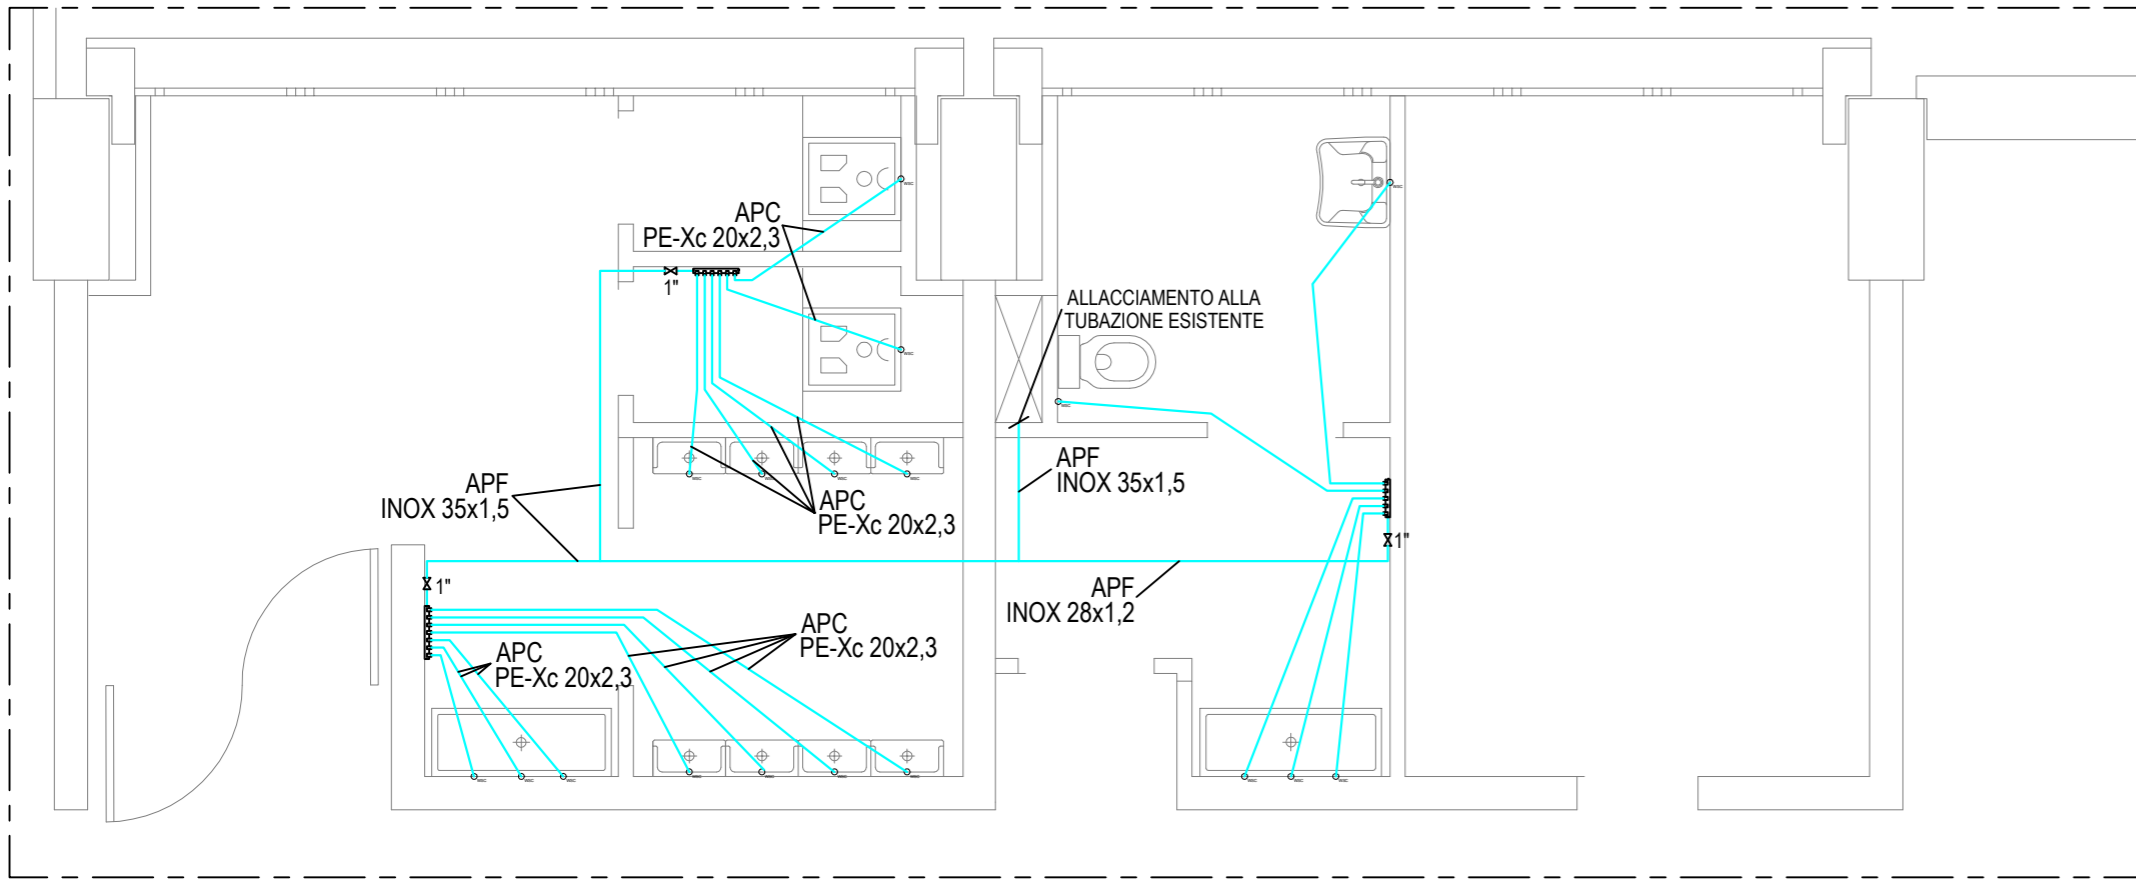 APC
PE-Xc 20x2,3
1"
ALLACCIAMENTO ALLA
TUBAZIONE ESISTENTE
APF
INOX 35x1,5
APC
PE-Xc 20x2,3
APF
INOX 35x1,5
1"
1"
APF
INOX 28x1,2
APC
PE-Xc 20x2,3
APC
PE-Xc 20x2,3